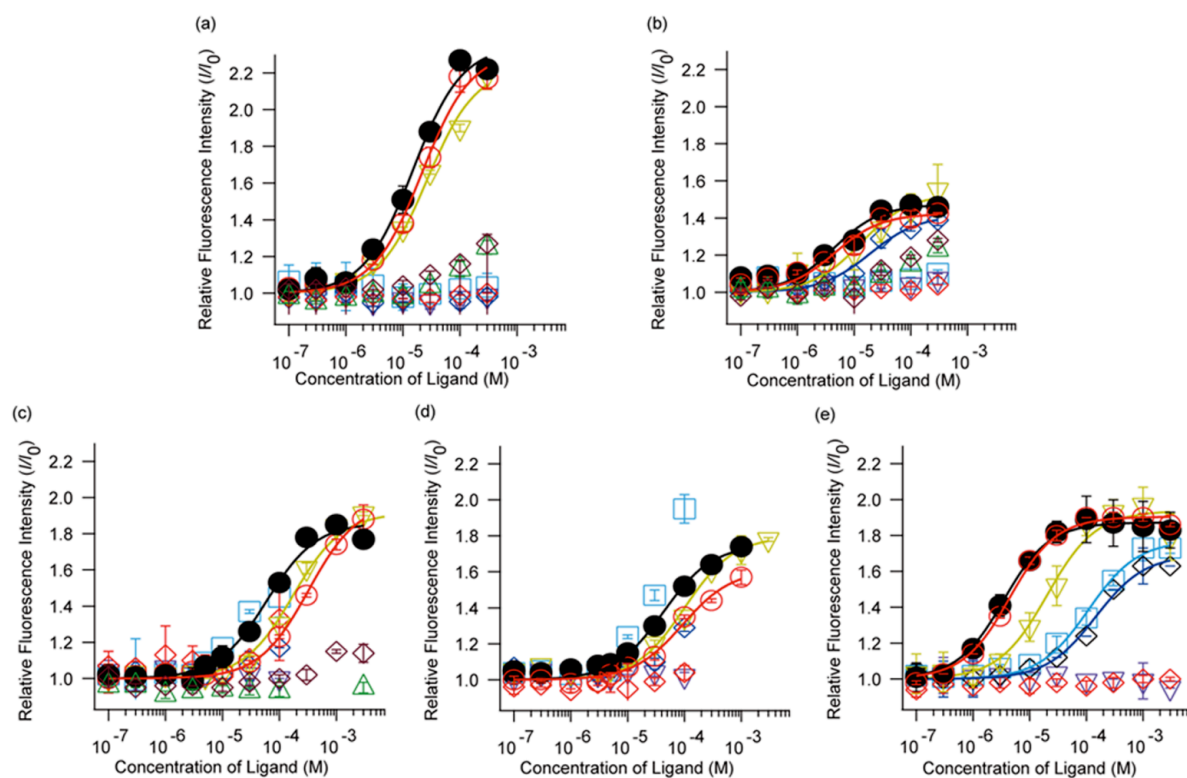 (a)
Relative Fluorescence Intensity (I/I0)
2.2
2.0
1.8
1.6
1.4
1.2
1.0
10-7 10-6 10-5 10-4 10-3
Concentration of Ligand (M)
(b)
Relative Fluorescence Intensity (I/I0)
2.2
2.0
1.8
1.6
1.4
1.2
1.0
10-7 10-6 10-5 10-4 10-3
Concentration of Ligand (M)
(c)
Relative Fluorescence Intensity (I/I0)
2.2
2.0
1.8
1.6
1.4
1.2
1.0
10-7 10-6 10-5 10-4 10-3
Concentration of Ligand (M)
(d)
Relative Fluorescence Intensity (I/I0)
2.2
2.0
1.8
1.6
1.4
1.2
1.0
10-7 10-6 10-5 10-4 10-3
Concentration of Ligand (M)
(e)
Relative Fluorescence Intensity (I/I0)
2.2
2.0
1.8
1.6
1.4
1.2
1.0
10-7 10-6 10-5 10-4 10-3
Concentration of Ligand (M)